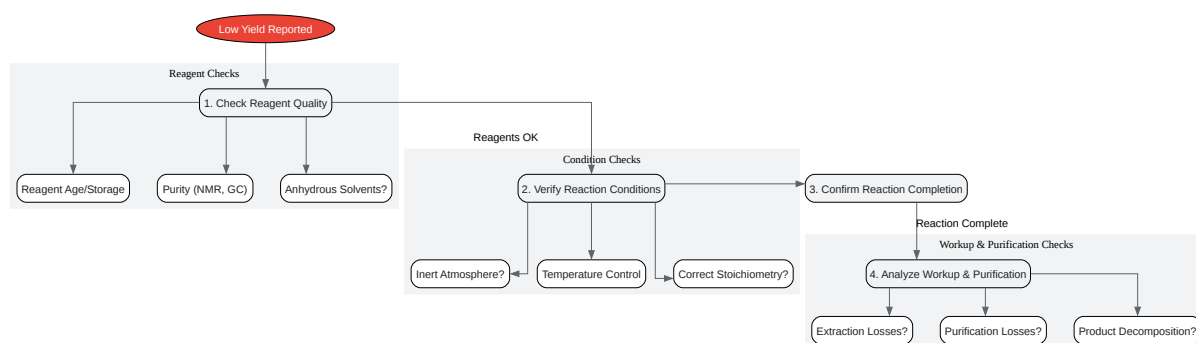 Low Yield Reported
Reagent Checks
1. Check Reagent Quality
Reagents OK
Reagent Age/Storage
Purity (NMR, GC)
Anhydrous Solvents?
Condition Checks
2. Verify Reaction Conditions
3. Confirm Reaction Completion
Reaction Complete
Inert Atmosphere?
Temperature Control
Correct Stoichiometry?
Workup & Purification Checks
4. Analyze Workup & Purification
Extraction Losses?
Purification Losses?
Product Decomposition?